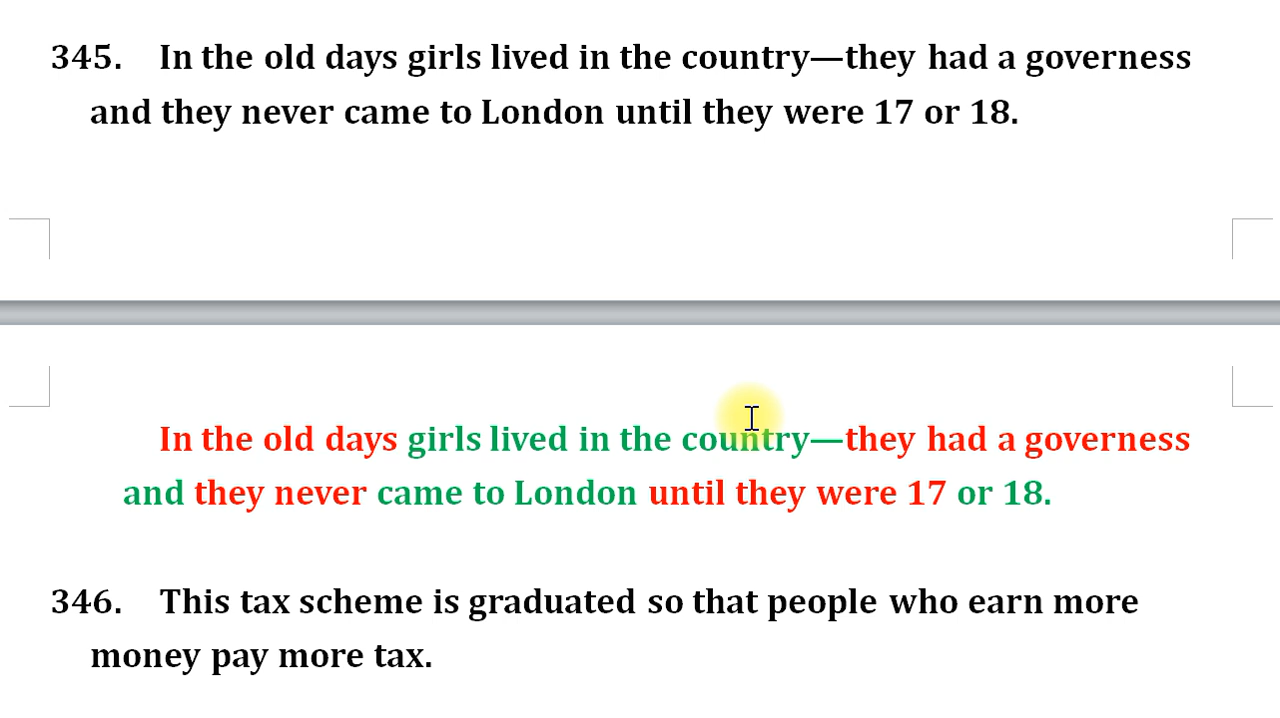 345. In the old days girls lived in the country—they had a governess
and they never came to London until they were 17 or 18.
In the old days girls lived in the country—they had a governess
and they never came to London until they were 17 or 18.
346. This tax scheme is graduated so that people who earn more
money pay more tax.